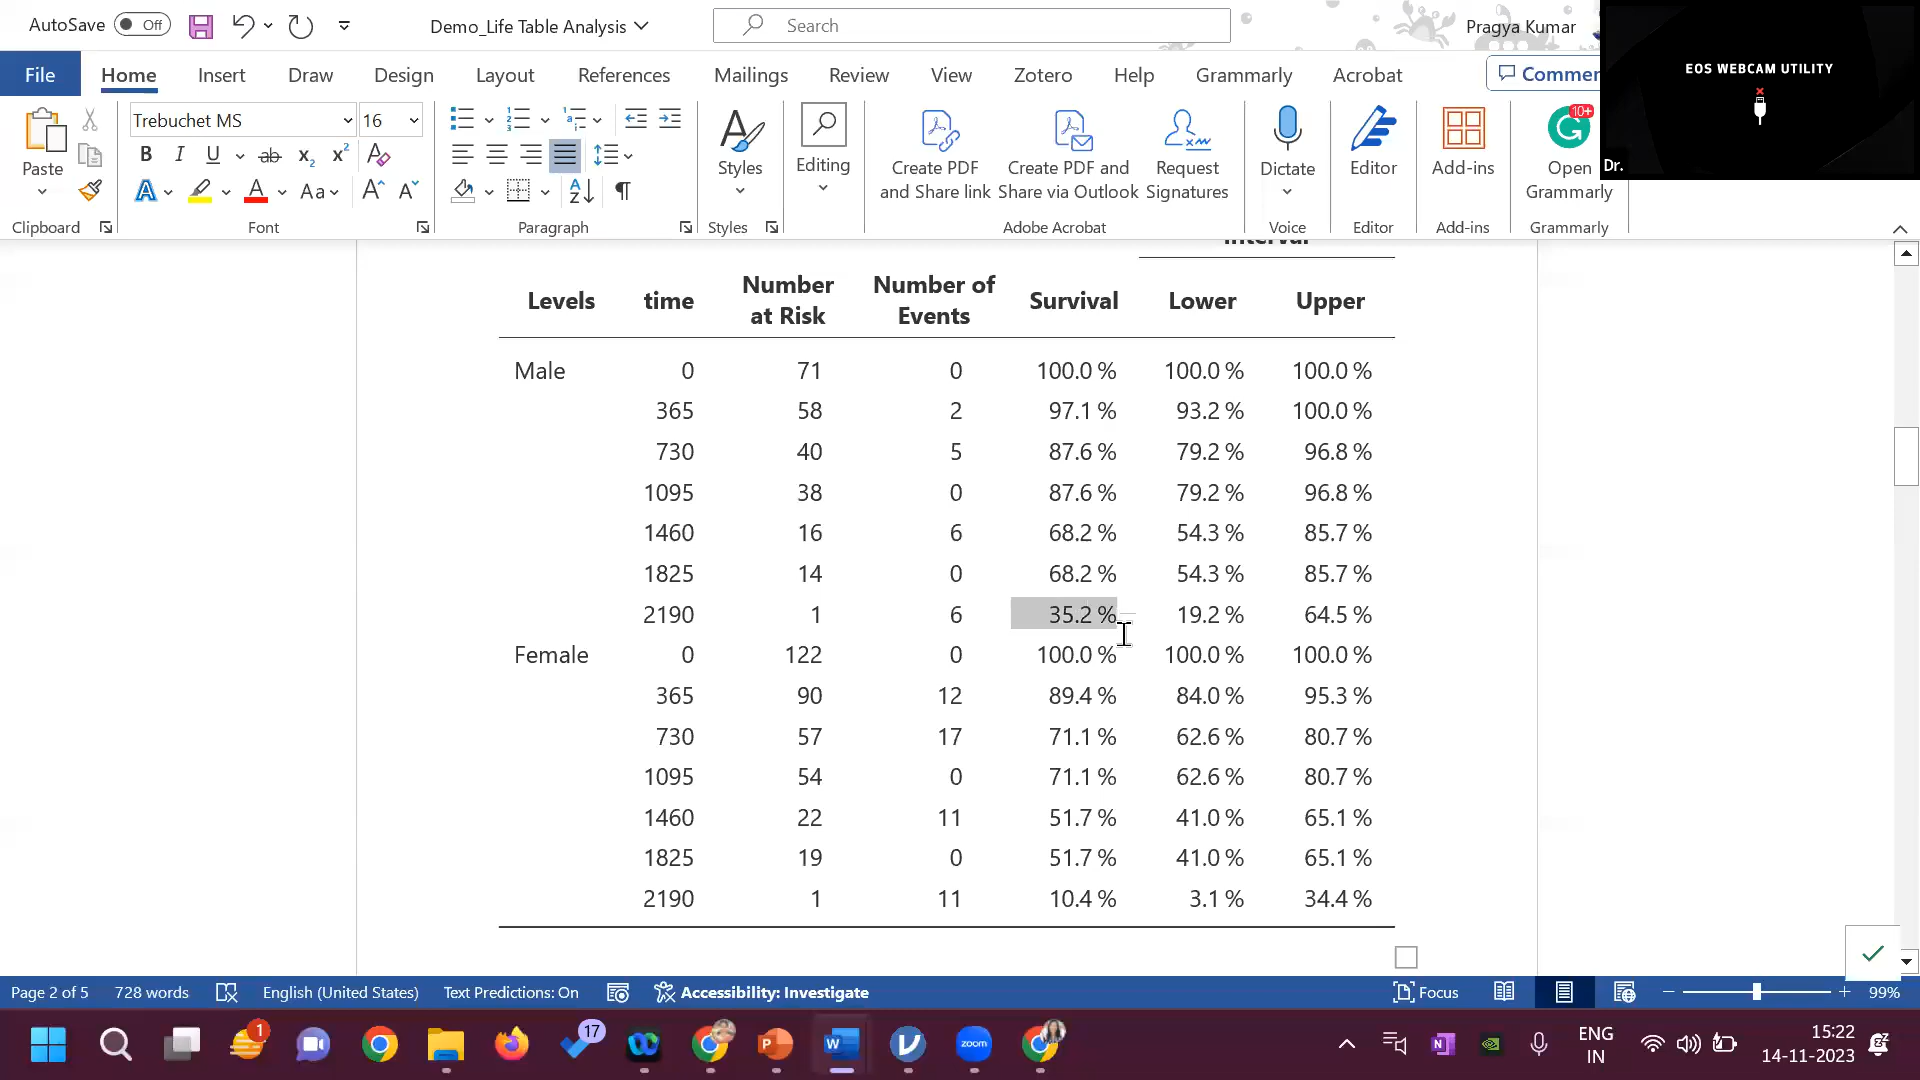 AutoSave Off Demo_Life Table Analysis Search Pragya Kumar
EOS WEBCAM UTILITY
Dr.
File Home Insert Draw Design Layout References Mailings Review View Zotero Help Grammarly Acrobat Commen
Trebuchet MS 16
Paste
B I U ab x2 x2 A
A A Aa A A
Styles
Editing
Create PDF and Share link
Create PDF and Share via Outlook
Request Signatures
Dictate
Editor
Add-ins
Open Grammarly
10+
Clipboard Font Paragraph Styles Adobe Acrobat Voice Editor Add-ins Grammarly
Interval
Levels time Number at Risk Number of Events Survival Lower Upper
Male 0 71 0 100.0 % 100.0 % 100.0 %
365 58 2 97.1 % 93.2 % 100.0 %
730 40 5 87.6 % 79.2 % 96.8 %
1095 38 0 87.6 % 79.2 % 96.8 %
1460 16 6 68.2 % 54.3 % 85.7 %
1825 14 0 68.2 % 54.3 % 85.7 %
2190 1 6 35.2 % 19.2 % 64.5 %
Female 0 122 0 100.0 % 100.0 % 100.0 %
365 90 12 89.4 % 84.0 % 95.3 %
730 57 17 71.1 % 62.6 % 80.7 %
1095 54 0 71.1 % 62.6 % 80.7 %
1460 22 11 51.7 % 41.0 % 65.1 %
1825 19 0 51.7 % 41.0 % 65.1 %
2190 1 11 10.4 % 3.1 % 34.4 %
Page 2 of 5 728 words English (United States) Text Predictions: On Accessibility: Investigate Focus 99%
1 17 W zoom N ENG IN 15:22 14-11-2023